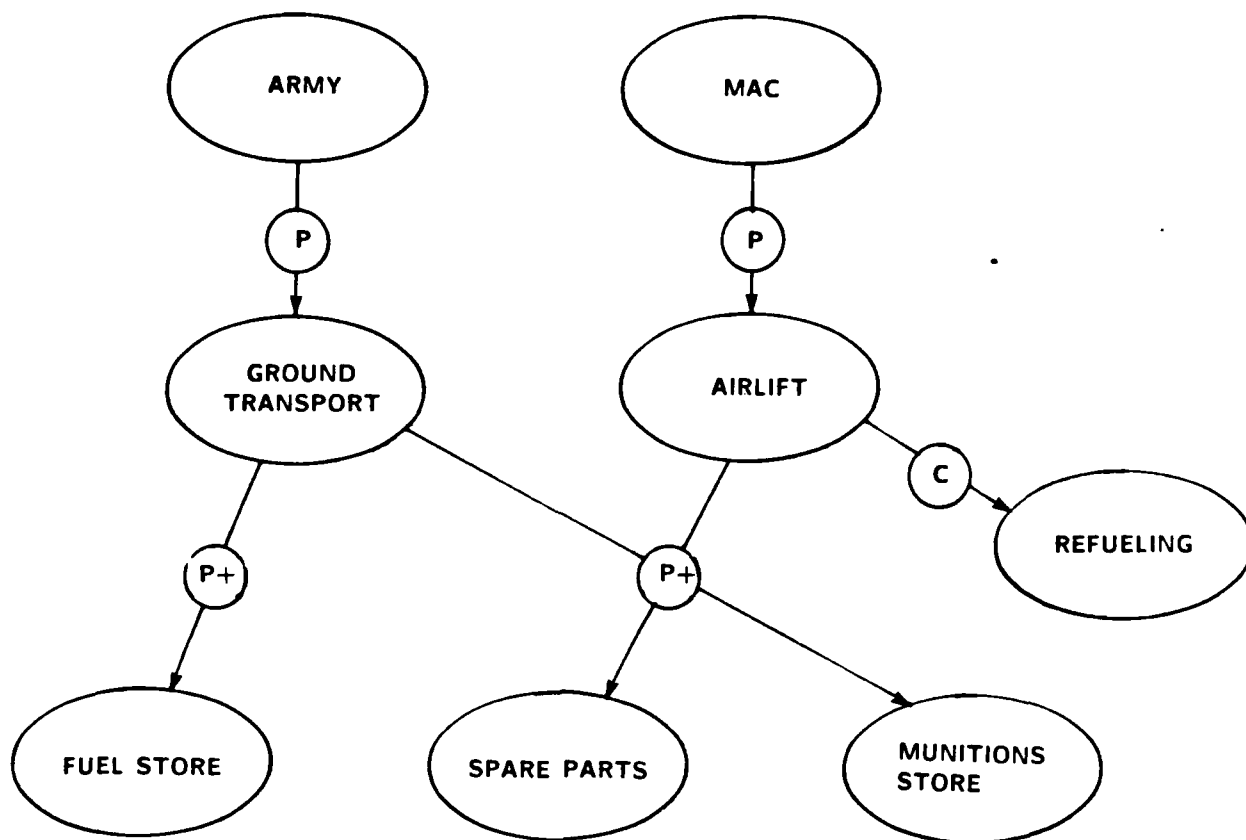 ARMY
MAC
P
P
GROUND
TRANSPORT
AIRLIFT
C
REFUELING
P+
P+
FUEL STORE
SPARE PARTS
MUNITIONS
STORE